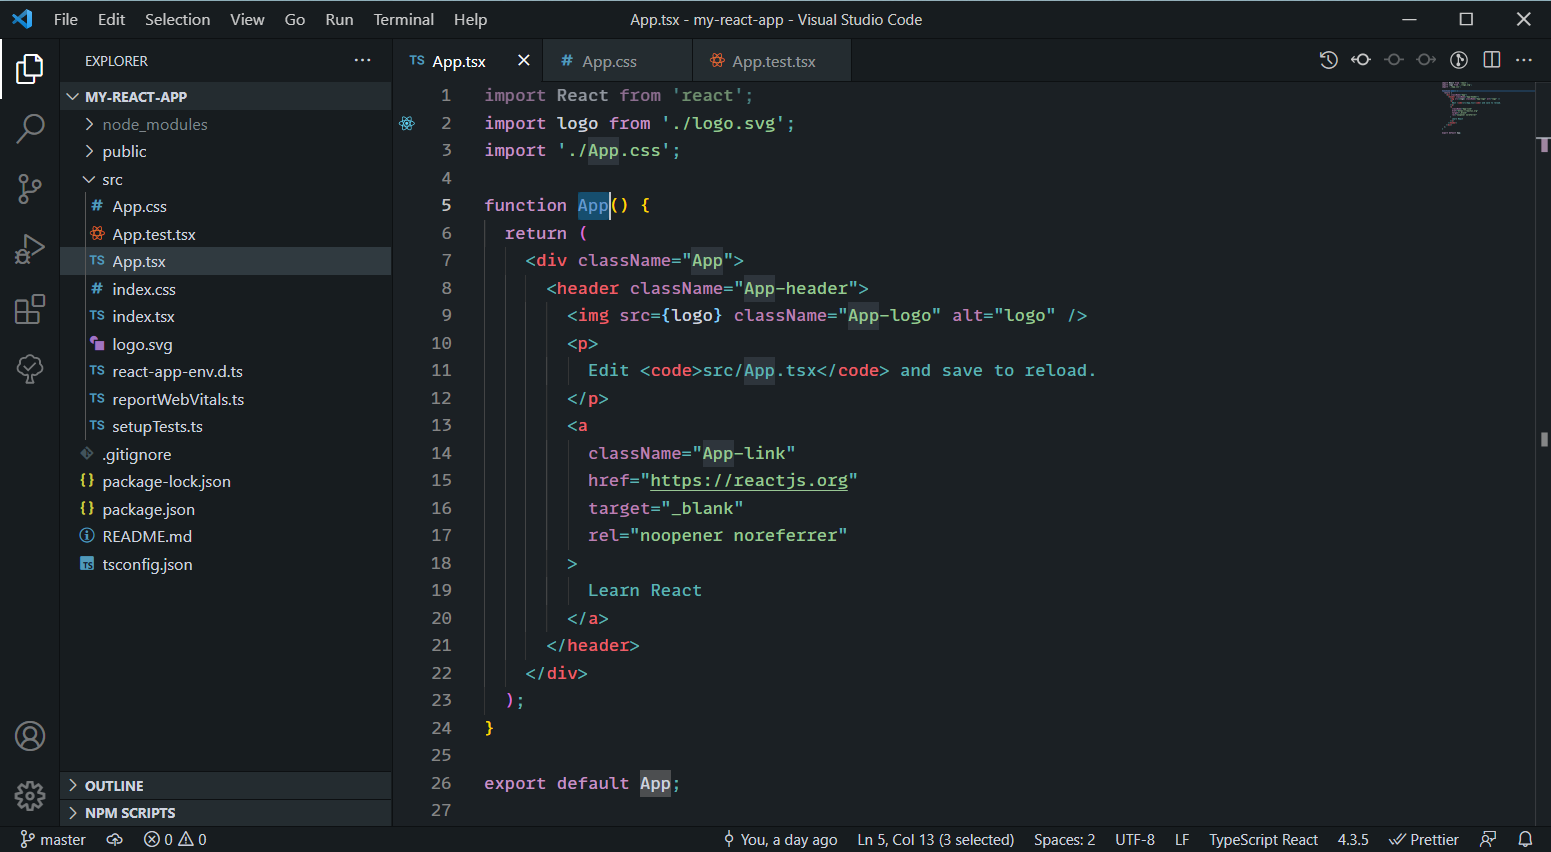 File Edit Selection View Go Run Terminal Help
App.tsx - my-react-app - Visual Studio Code
EXPLORER
MY-REACT-APP
node_modules
public
src
# App.css
App.test.tsx
TS App.tsx
# index.css
TS index.tsx
logo.svg
TS react-app-env.d.ts
TS reportWebVitals.ts
TS setupTests.ts
.gitignore
{} package-lock.json
{} package.json
README.md
TS tsconfig.json
OUTLINE
NPM SCRIPTS
TS App.tsx
# App.css
App.test.tsx
1 import React from 'react';
2 import logo from './logo.svg';
3 import './App.css';
4
5 function App() {
6 return (
7 <div className="App">
8 <header className="App-header">
9 <img src={logo} className="App-logo" alt="logo" />
10 <p>
11 Edit <code>src/App.tsx</code> and save to reload.
12 </p>
13 <a
14 className="App-link"
15 href="https://reactjs.org"
16 target="_blank"
17 rel="noopener noreferrer"
18 >
19 Learn React
20 </a>
21 </header>
22 </div>
23 );
24 }
25
26 export default App;
27
master 0 0 You, a day ago Ln 5, Col 13 (3 selected) Spaces: 2 UTF-8 LF TypeScript React 4.3.5 Prettier